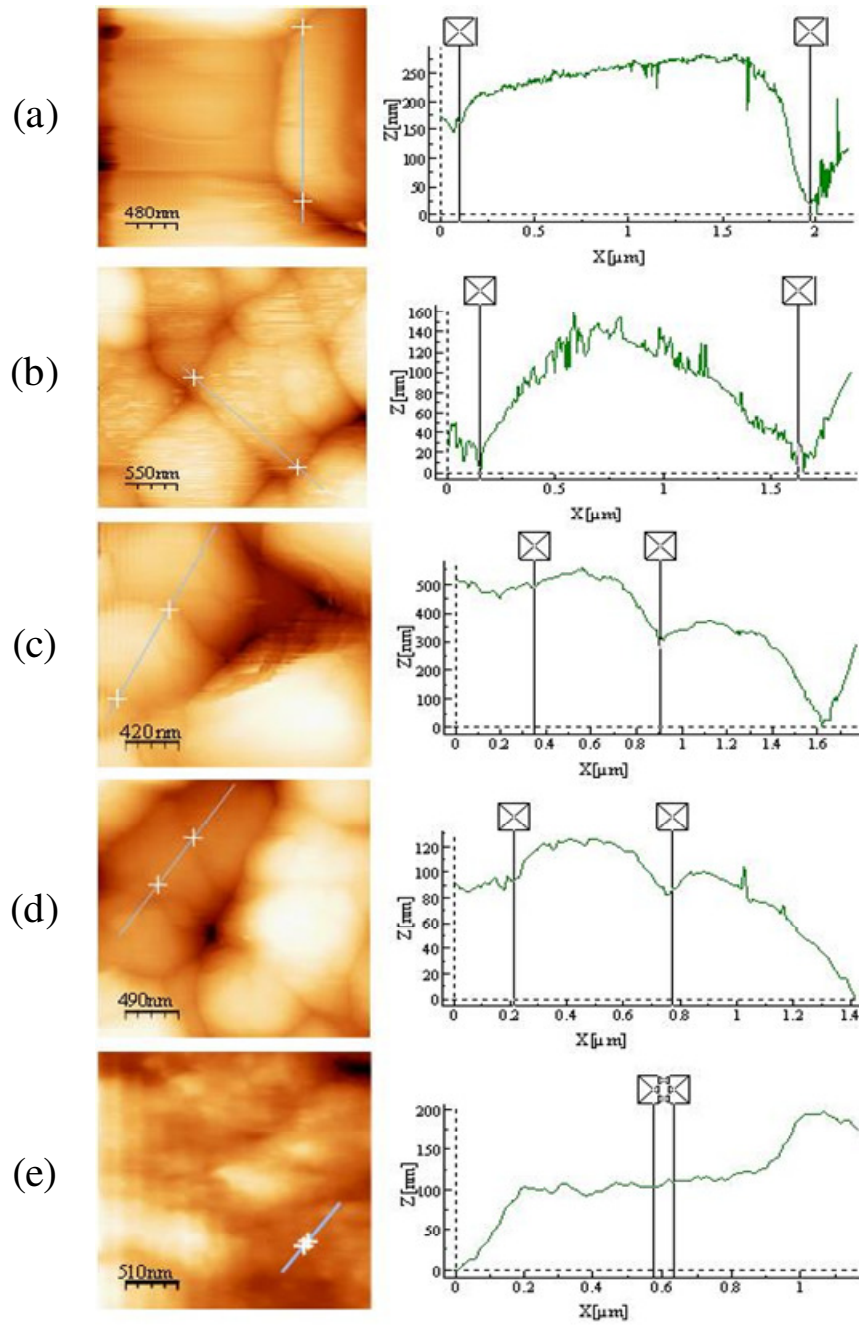 (a)
480nm
Z[nm]
250
200
150
100
50
0
0 0.5 1 1.5 2
X[µm]
(b)
550nm
Z[nm]
160
140
120
100
80
60
40
20
0
0 0.5 1 1.5
X[µm]
(c)
420nm
Z[nm]
500
400
300
200
100
0
0 0.2 0.4 0.6 0.8 1 1.2 1.4 1.6
X[µm]
(d)
490nm
Z[nm]
120
100
80
60
40
20
0
0 0.2 0.4 0.6 0.8 1 1.2 1.4
X[µm]
(e)
510nm
Z[nm]
200
150
100
50
0
0 0.2 0.4 0.6 0.8 1
X[µm]